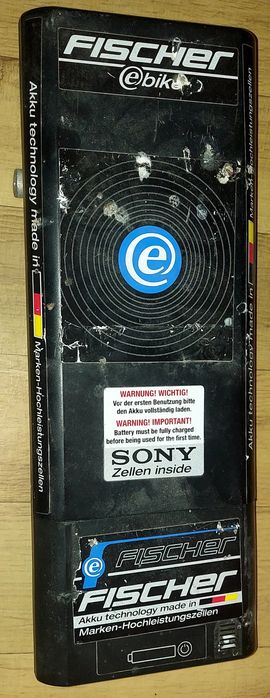 FISCHER
ebike
Akku technology made in
Marken-Hochleistungszellen
Akku technology made in
Marken-Hochleistungszellen
e
WARNUNG! WICHTIG!
Vor der ersten Benutzung bitte
den Akku vollständig laden.
WARNING! IMPORTANT!
Battery must be fully charged
before being used for the first time.
SONY
Zellen inside
e FISCHER
FISCHER
Akku technology made in
Marken-Hochleistungszellen